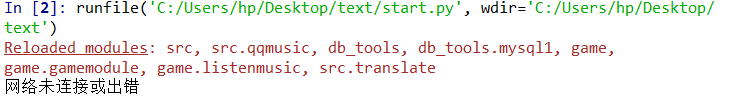 In [2]: runfile('C:/Users/hp/Desktop/text/start.py', wdir='C:/Users/hp/Desktop/
text')
Reloaded modules: src, src.qqmusic, db_tools, db_tools.mysql1, game,
game.gamemodule, game.listenmusic, src.translate
网络未连接或出错